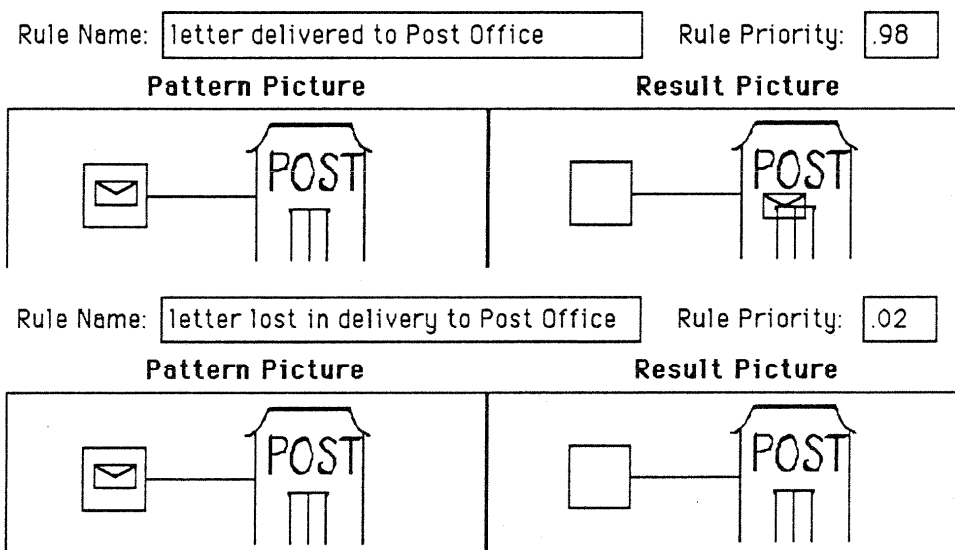 Rule Name: letter delivered to Post Office Rule Priority: .98
Pattern Picture Result Picture
POST POST
Rule Name: letter lost in delivery to Post Office Rule Priority: .02
Pattern Picture Result Picture
POST POST